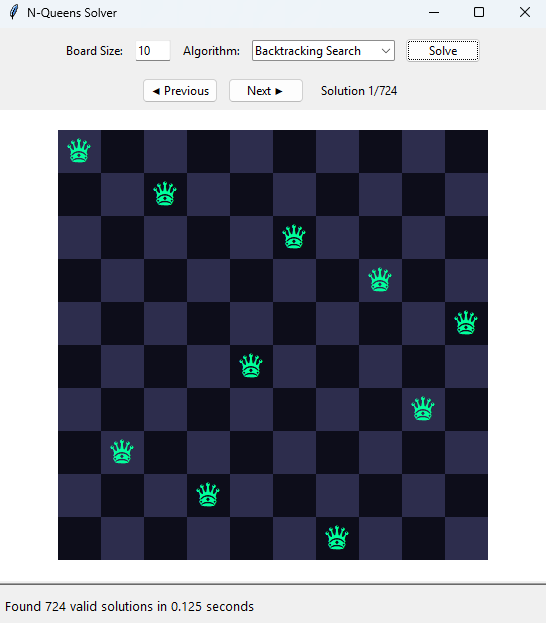 N-Queens Solver
Board Size: 10 Algorithm: Backtracking Search Solve
◄ Previous Next ► Solution 1/724
Found 724 valid solutions in 0.125 seconds